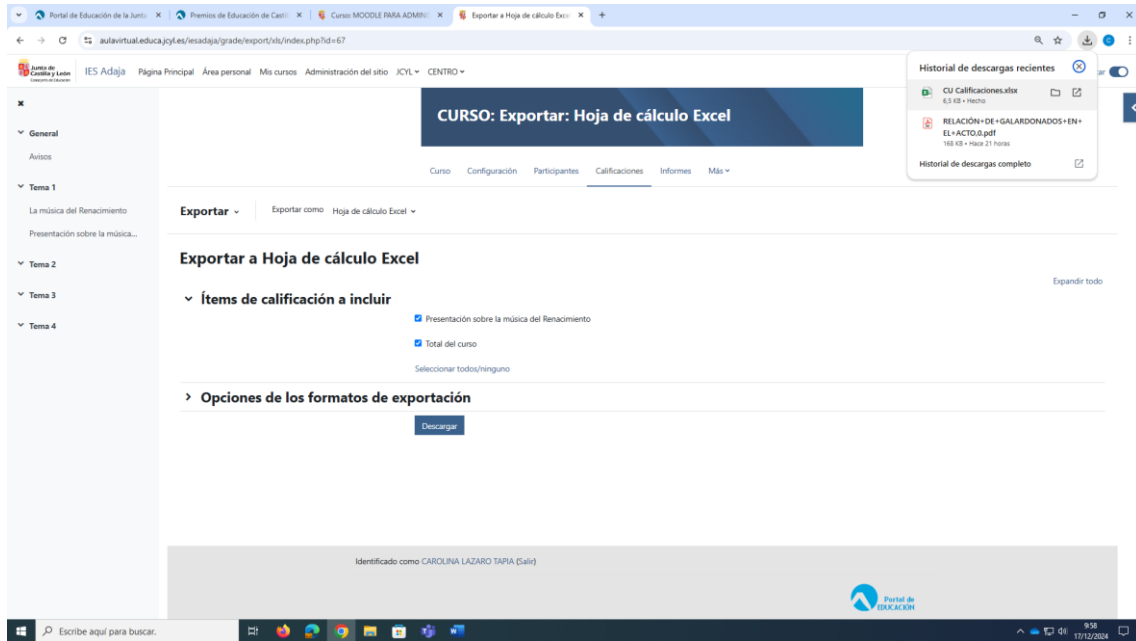 Portal de Educación de la Junta
Premios de Educación de Castil
Curso: MOODLE PARA ADMINI
Exportar a Hoja de cálculo Exce
aulavirtual.educa.jcyl.es/iesadaja/grade/export/xls/index.php?id=67
Junta de
Castilla y León
IES Adaja Página Principal Área personal Mis cursos Administración del sitio JCYL CENTRO
Historial de descargas recientes
CU Calificaciones.xlsx
6,5 KB • Hecho
RELACIÓN+DE+GALARDONADOS+EN+
EL+ACTO.0.pdf
168 KB • Hace 21 horas
Historial de descargas completo
ar
General
Avisos
Tema 1
La música del Renacimiento
Presentación sobre la música...
Tema 2
Tema 3
Tema 4
CURSO: Exportar: Hoja de cálculo Excel
Curso Configuración Participantes Calificaciones Informes Más
Exportar Exportar como Hoja de cálculo Excel
Exportar a Hoja de cálculo Excel
Expandir todo
Ítems de calificación a incluir
Presentación sobre la música del Renacimiento
Total del curso
Seleccionar todos/ninguno
Opciones de los formatos de exportación
Descargar
Identificado como CAROLINA LAZARO TAPIA (Salir)
Portal de
EDUCACIÓN
Escribe aquí para buscar.
9:58
17/12/2024